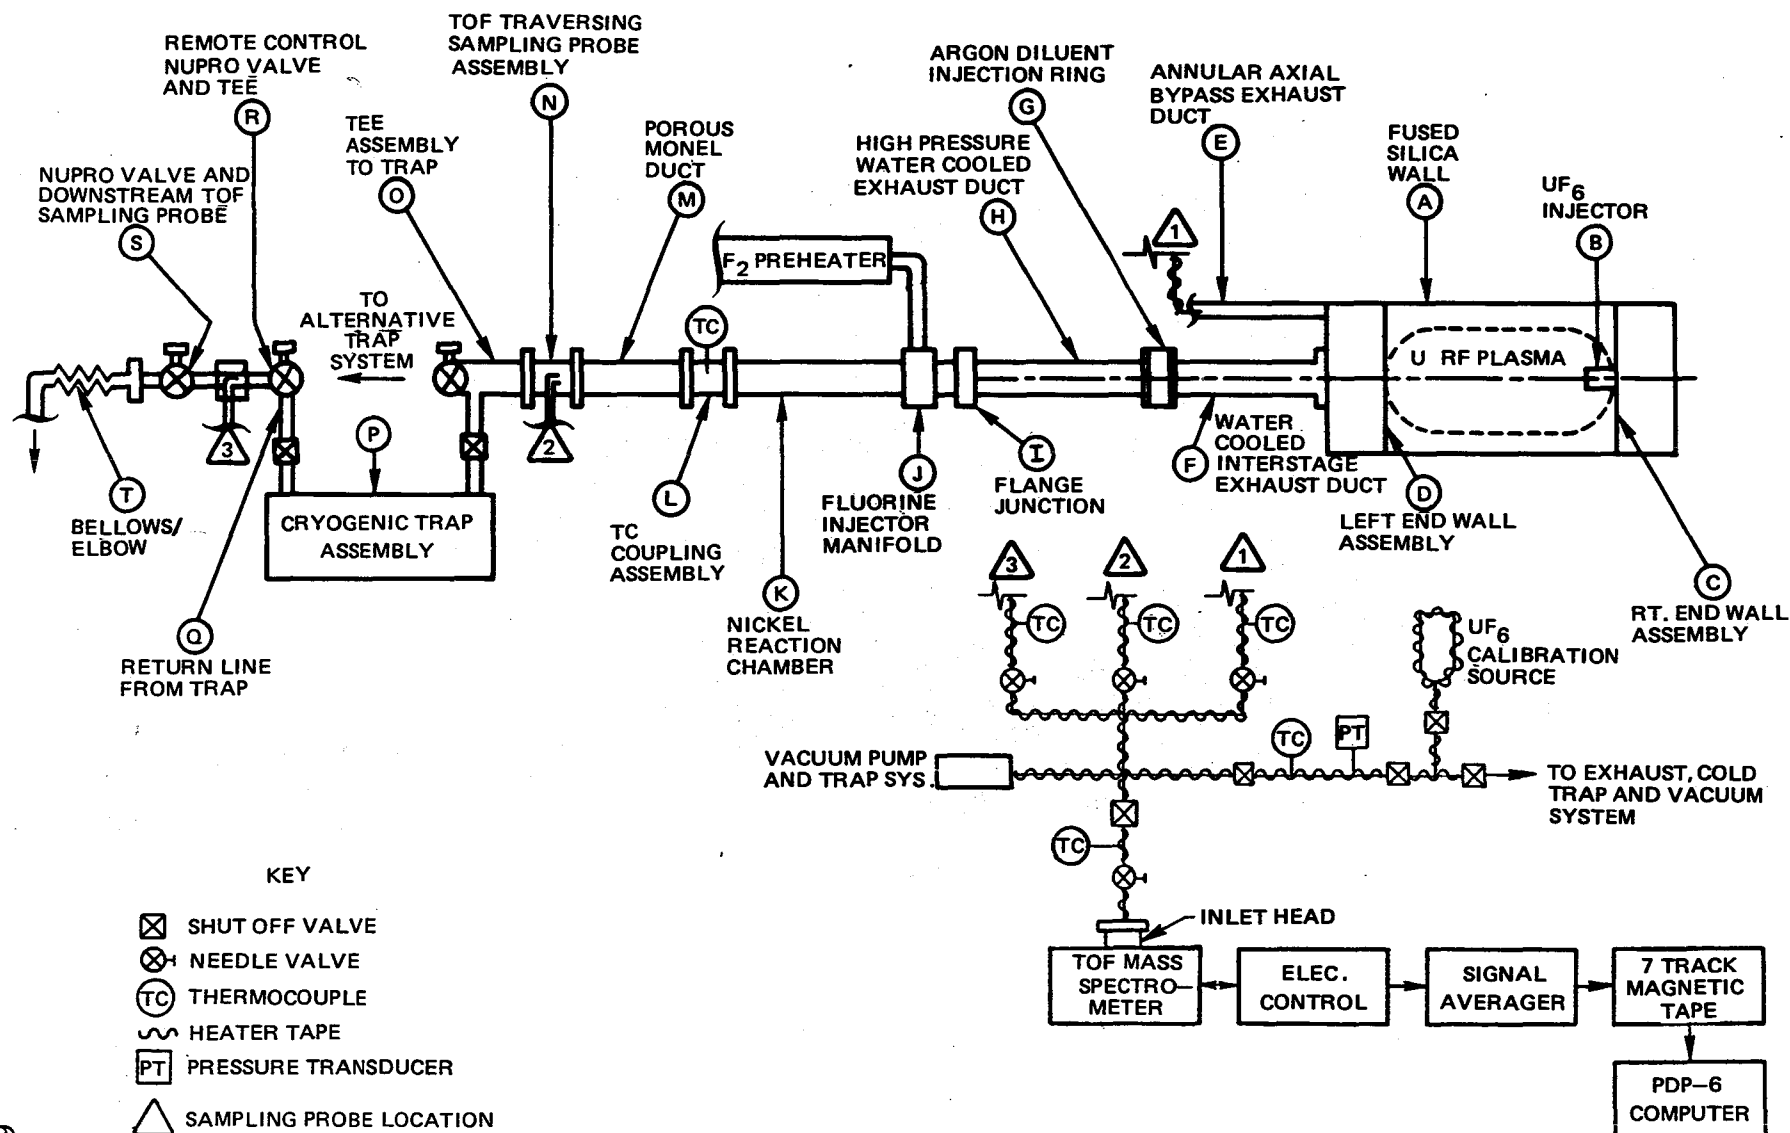 TOF TRAVERSING
SAMPLING PROBE
ASSEMBLY
N
REMOTE CONTROL
NUPRO VALVE
AND TEE
R
TEE
ASSEMBLY
TO TRAP
O
POROUS
MONEL
DUCT
M
ARGON DILUENT
INJECTION RING
G
ANNULAR AXIAL
BYPASS EXHAUST
DUCT
E
HIGH PRESSURE
WATER COOLED
EXHAUST DUCT
H
FUSED
SILICA
WALL
A
UF6
INJECTOR
B
NUPRO VALVE AND
DOWNSTREAM TOF
SAMPLING PROBE
S
1
F2 PREHEATER
TO
ALTERNATIVE
TRAP
SYSTEM
TC
U RF PLASMA
3
2
P
T
BELLOWS/
ELBOW
CRYOGENIC TRAP
ASSEMBLY
L
TC
COUPLING
ASSEMBLY
J
FLUORINE
INJECTOR
MANIFOLD
I
FLANGE
JUNCTION
F
WATER
COOLED
INTERSTAGE
EXHAUST DUCT
D
LEFT END WALL
ASSEMBLY
C
RT. END WALL
ASSEMBLY
K
NICKEL
REACTION
CHAMBER
Q
RETURN LINE
FROM TRAP
3
2
1
TC
TC
TC
UF6
CALIBRATION
SOURCE
VACUUM PUMP
AND TRAP SYS.
TC
PT
TO EXHAUST, COLD
TRAP AND VACUUM
SYSTEM
TC
INLET HEAD
TOF MASS
SPECTRO—
METER
ELEC.
CONTROL
SIGNAL
AVERAGER
7 TRACK
MAGNETIC
TAPE
PDP–6
COMPUTER
KEY
SHUT OFF VALVE
NEEDLE VALVE
TC THERMOCOUPLE
HEATER TAPE
PT PRESSURE TRANSDUCER
SAMPLING PROBE LOCATION